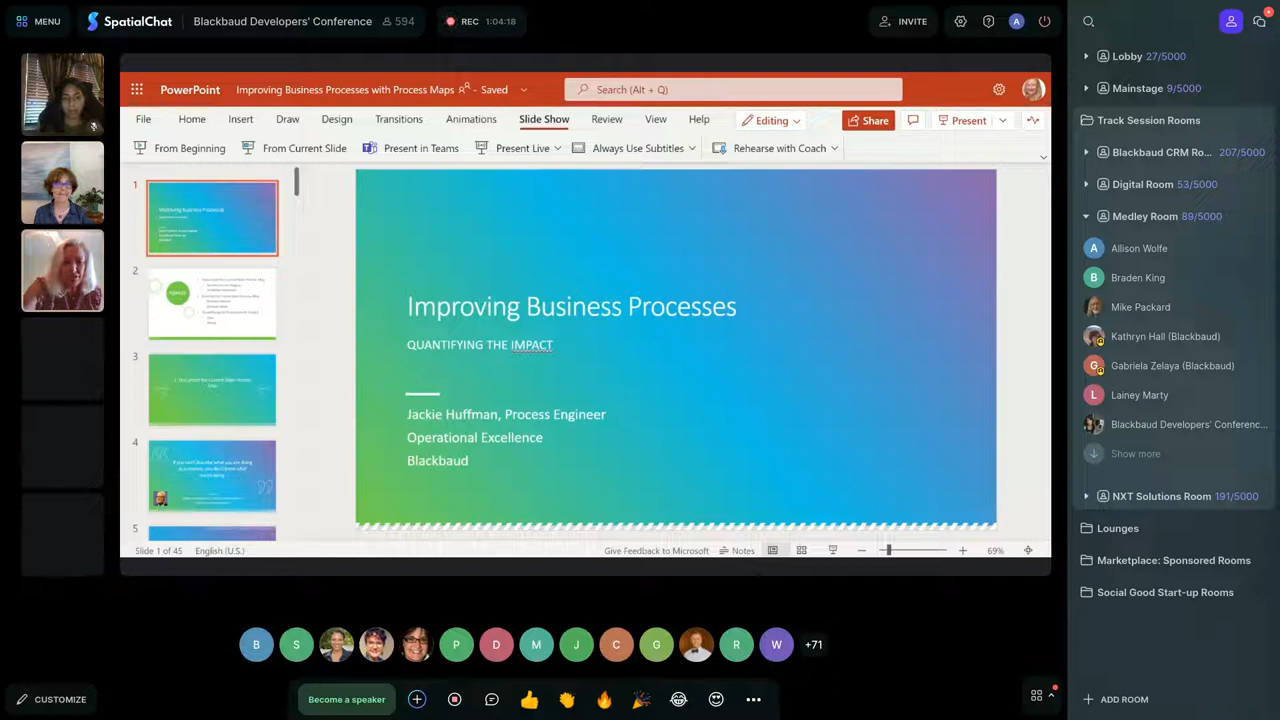 MENU
SpatialChat
Blackbaud Developers' Conference 594
REC 1:04:18
INVITE
A
PowerPoint
Improving Business Processes with Process Maps - Saved
Search (Alt + Q)
File Home Insert Draw Design Transitions Animations Slide Show Review View Help
Editing
Share
Present
From Beginning
From Current Slide
Present in Teams
Present Live
Always Use Subtitles
Rehearse with Coach
1
2
Agenda
3
4
5
Improving Business Processes
QUANTIFYING THE IMPACT
Jackie Huffman, Process Engineer
Operational Excellence
Blackbaud
Slide 1 of 45
English (U.S.)
Give Feedback to Microsoft
Notes
69%
B S P D M J C G R W +71
CUSTOMIZE
Become a speaker
Lobby 27/5000
Mainstage 9/5000
Track Session Rooms
Blackbaud CRM Ro... 207/5000
Digital Room 53/5000
Medley Room 89/5000
A Allison Wolfe
B Braden King
Mike Packard
Kathryn Hall (Blackbaud)
G Gabriela Zelaya (Blackbaud)
L Lainey Marty
Blackbaud Developers' Conferenc...
Show more
NXT Solutions Room 191/5000
Lounges
Marketplace: Sponsored Rooms
Social Good Start-up Rooms
ADD ROOM